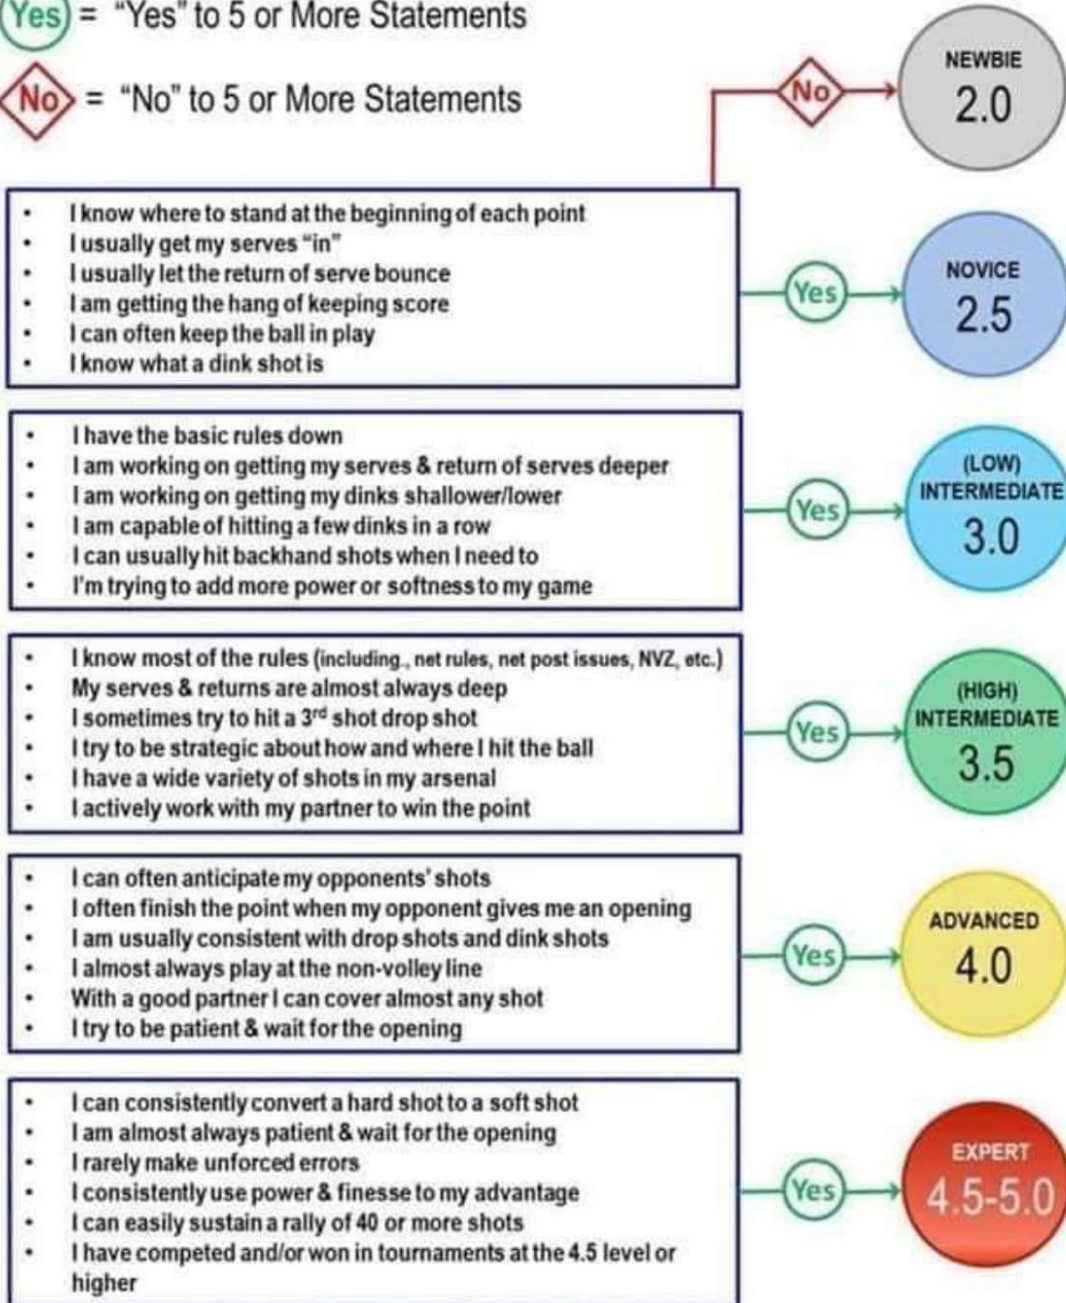 Yes = “Yes” to 5 or More Statements
No = “No” to 5 or More Statements
No
NEWBIE
2.0
• I know where to stand at the beginning of each point
• I usually get my serves “in”
• I usually let the return of serve bounce
• I am getting the hang of keeping score
• I can often keep the ball in play
• I know what a dink shot is
Yes
NOVICE
2.5
• I have the basic rules down
• I am working on getting my serves & return of serves deeper
• I am working on getting my dinks shallower/lower
• I am capable of hitting a few dinks in a row
• I can usually hit backhand shots when I need to
• I'm trying to add more power or softness to my game
Yes
(LOW)
INTERMEDIATE
3.0
• I know most of the rules (including., net rules, net post issues, NVZ, etc.)
• My serves & returns are almost always deep
• I sometimes try to hit a 3rd shot drop shot
• I try to be strategic about how and where I hit the ball
• I have a wide variety of shots in my arsenal
• I actively work with my partner to win the point
Yes
(HIGH)
INTERMEDIATE
3.5
• I can often anticipate my opponents' shots
• I often finish the point when my opponent gives me an opening
• I am usually consistent with drop shots and dink shots
• I almost always play at the non-volley line
• With a good partner I can cover almost any shot
• I try to be patient & wait for the opening
Yes
ADVANCED
4.0
• I can consistently convert a hard shot to a soft shot
• I am almost always patient & wait for the opening
• I rarely make unforced errors
• I consistently use power & finesse to my advantage
• I can easily sustain a rally of 40 or more shots
• I have competed and/or won in tournaments at the 4.5 level or
higher
Yes
EXPERT
4.5-5.0